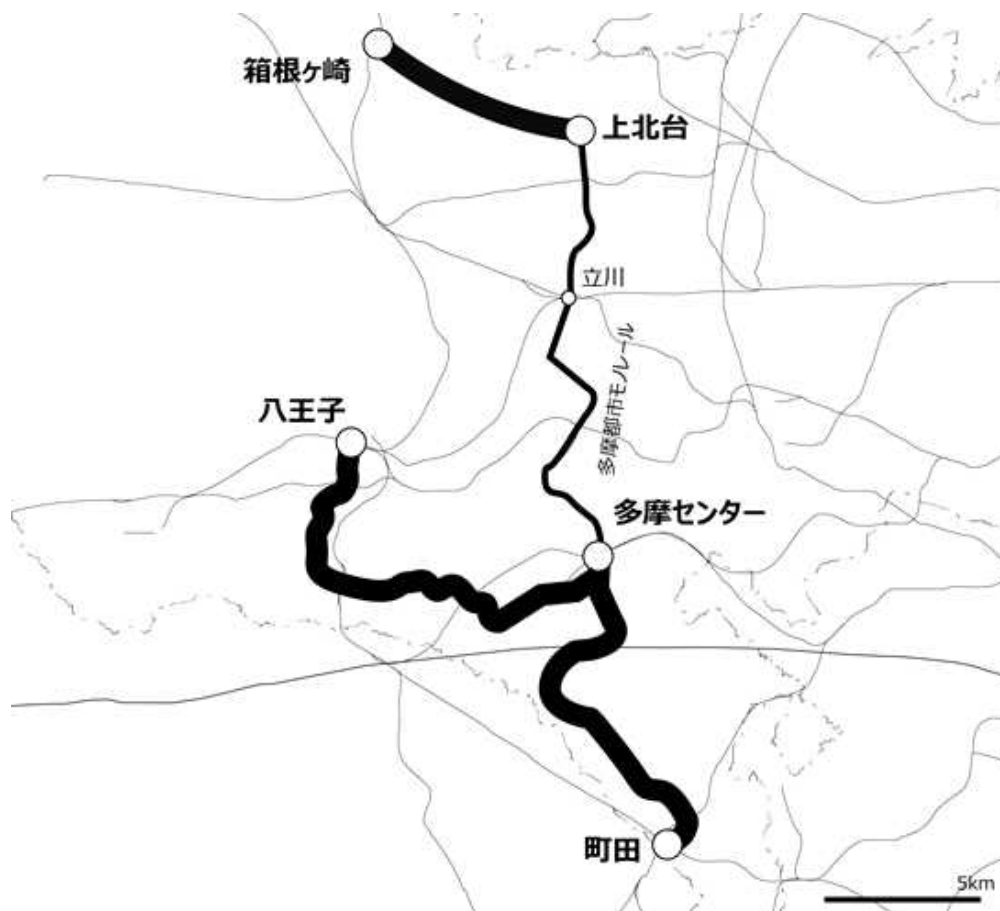 箱根ヶ崎
上北台
立川
多摩都市モノレール
八王子
多摩センター
町田
5km